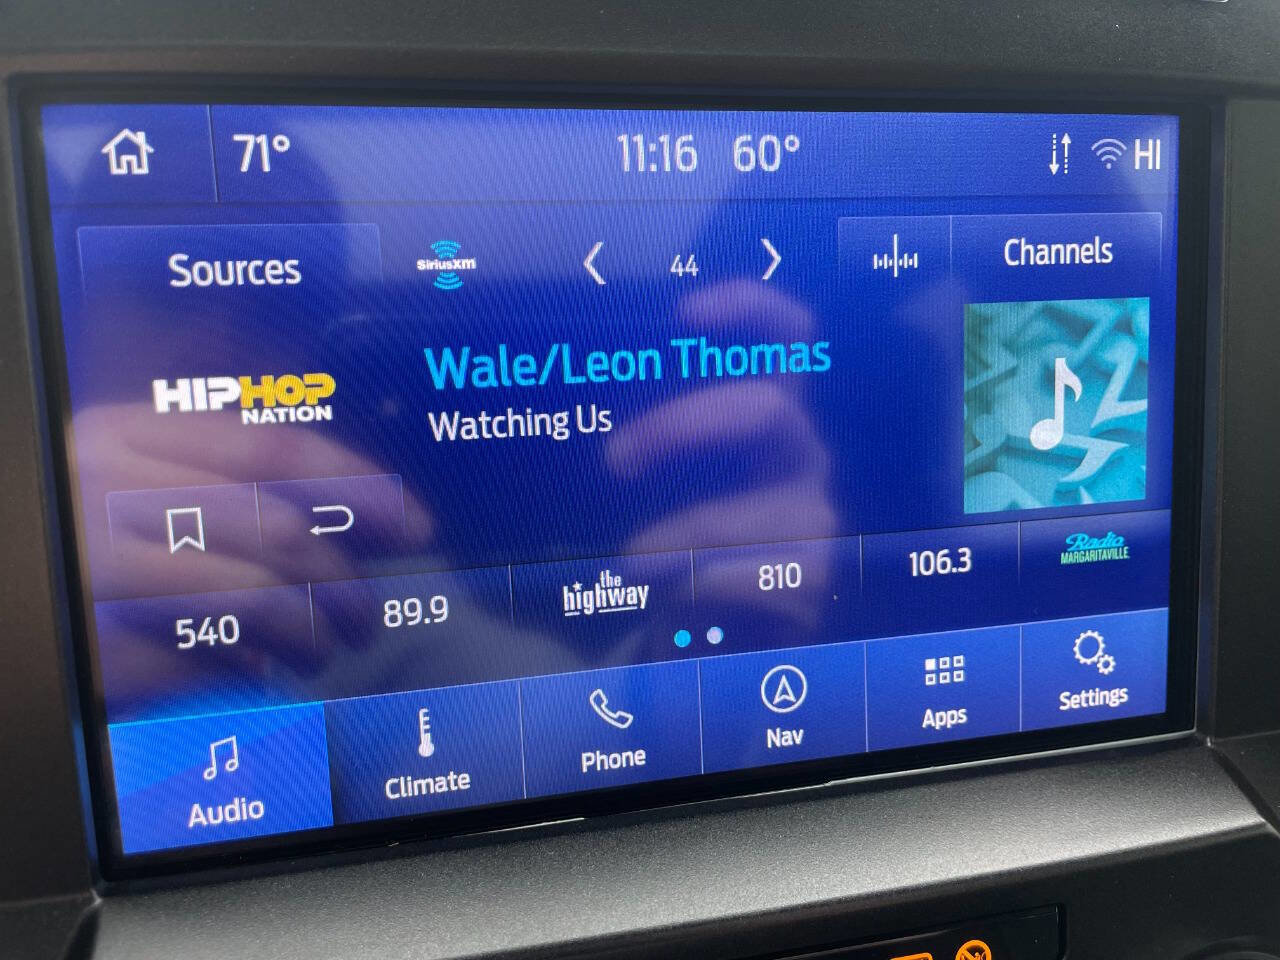 71° 11:16 60° HI
Sources SiriusXM 44 Channels
HIPHOP
NATION
Wale/Leon Thomas
Watching Us
540 89.9 the highway 810 106.3 Radio MARGARITAVILLE
Audio Climate Phone Nav Apps Settings